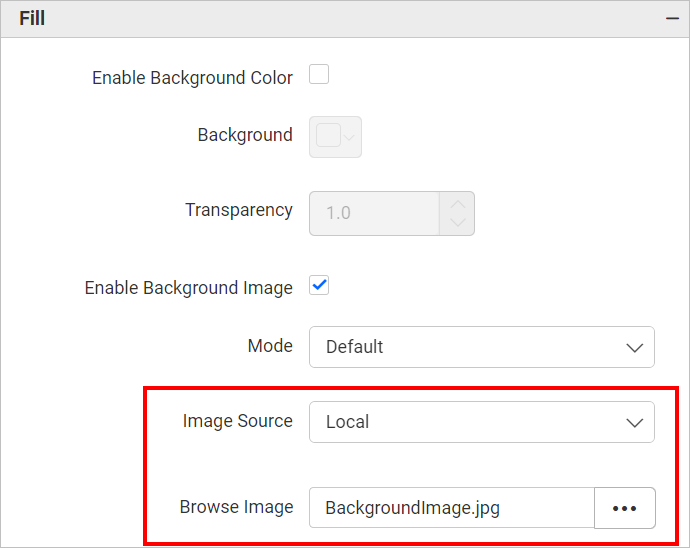 Fill
Enable Background Color
Background
Transparency 1.0
Enable Background Image
Mode Default
Image Source Local
Browse Image BackgroundImage.jpg •••